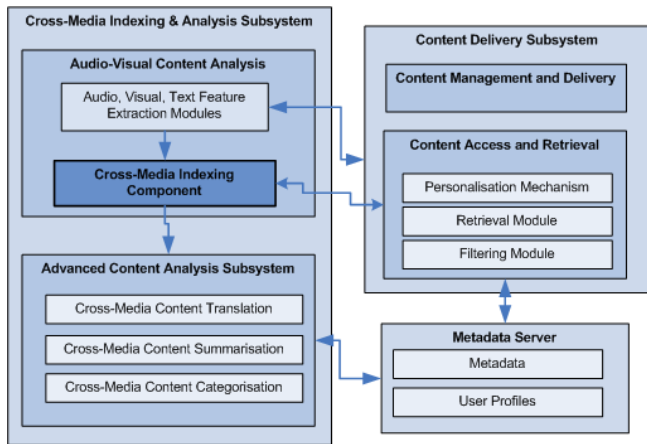 Cross-Media Indexing & Analysis Subsystem
Audio-Visual Content Analysis
Audio, Visual, Text Feature
Extraction Modules
Cross-Media Indexing
Component
Advanced Content Analysis Subsystem
Cross-Media Content Translation
Cross-Media Content Summarisation
Cross-Media Content Categorisation
Content Delivery Subsystem
Content Management and Delivery
Content Access and Retrieval
Personalisation Mechanism
Retrieval Module
Filtering Module
Metadata Server
Metadata
User Profiles